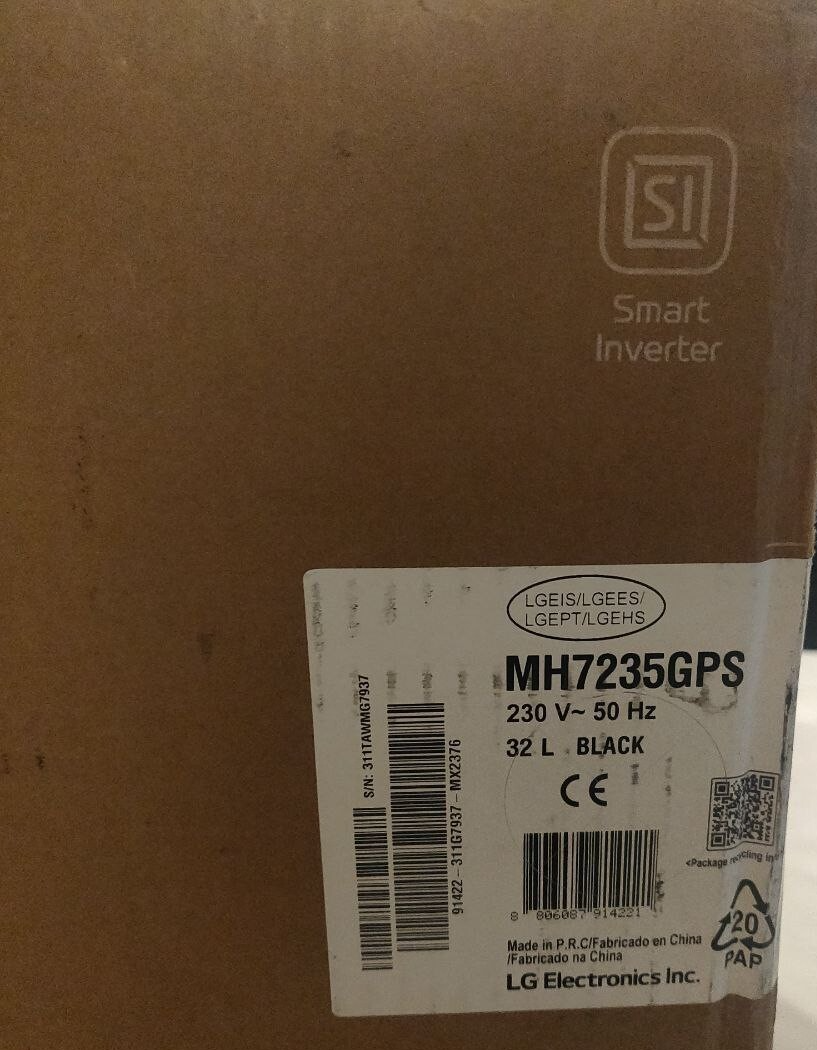 SI
Smart
Inverter
LGEIS/LGEES/
LGEPT/LGEHS
MH7235GPS
230 V~ 50 Hz
32 L BLACK
CE
S/N: 311TAWMG7937
91422-311G7937-MX2376
8 806087 914221
<Package recycling in
20
PAP
Made in P.R.C/Fabricado en China
/Fabricado na China
LG Electronics Inc.